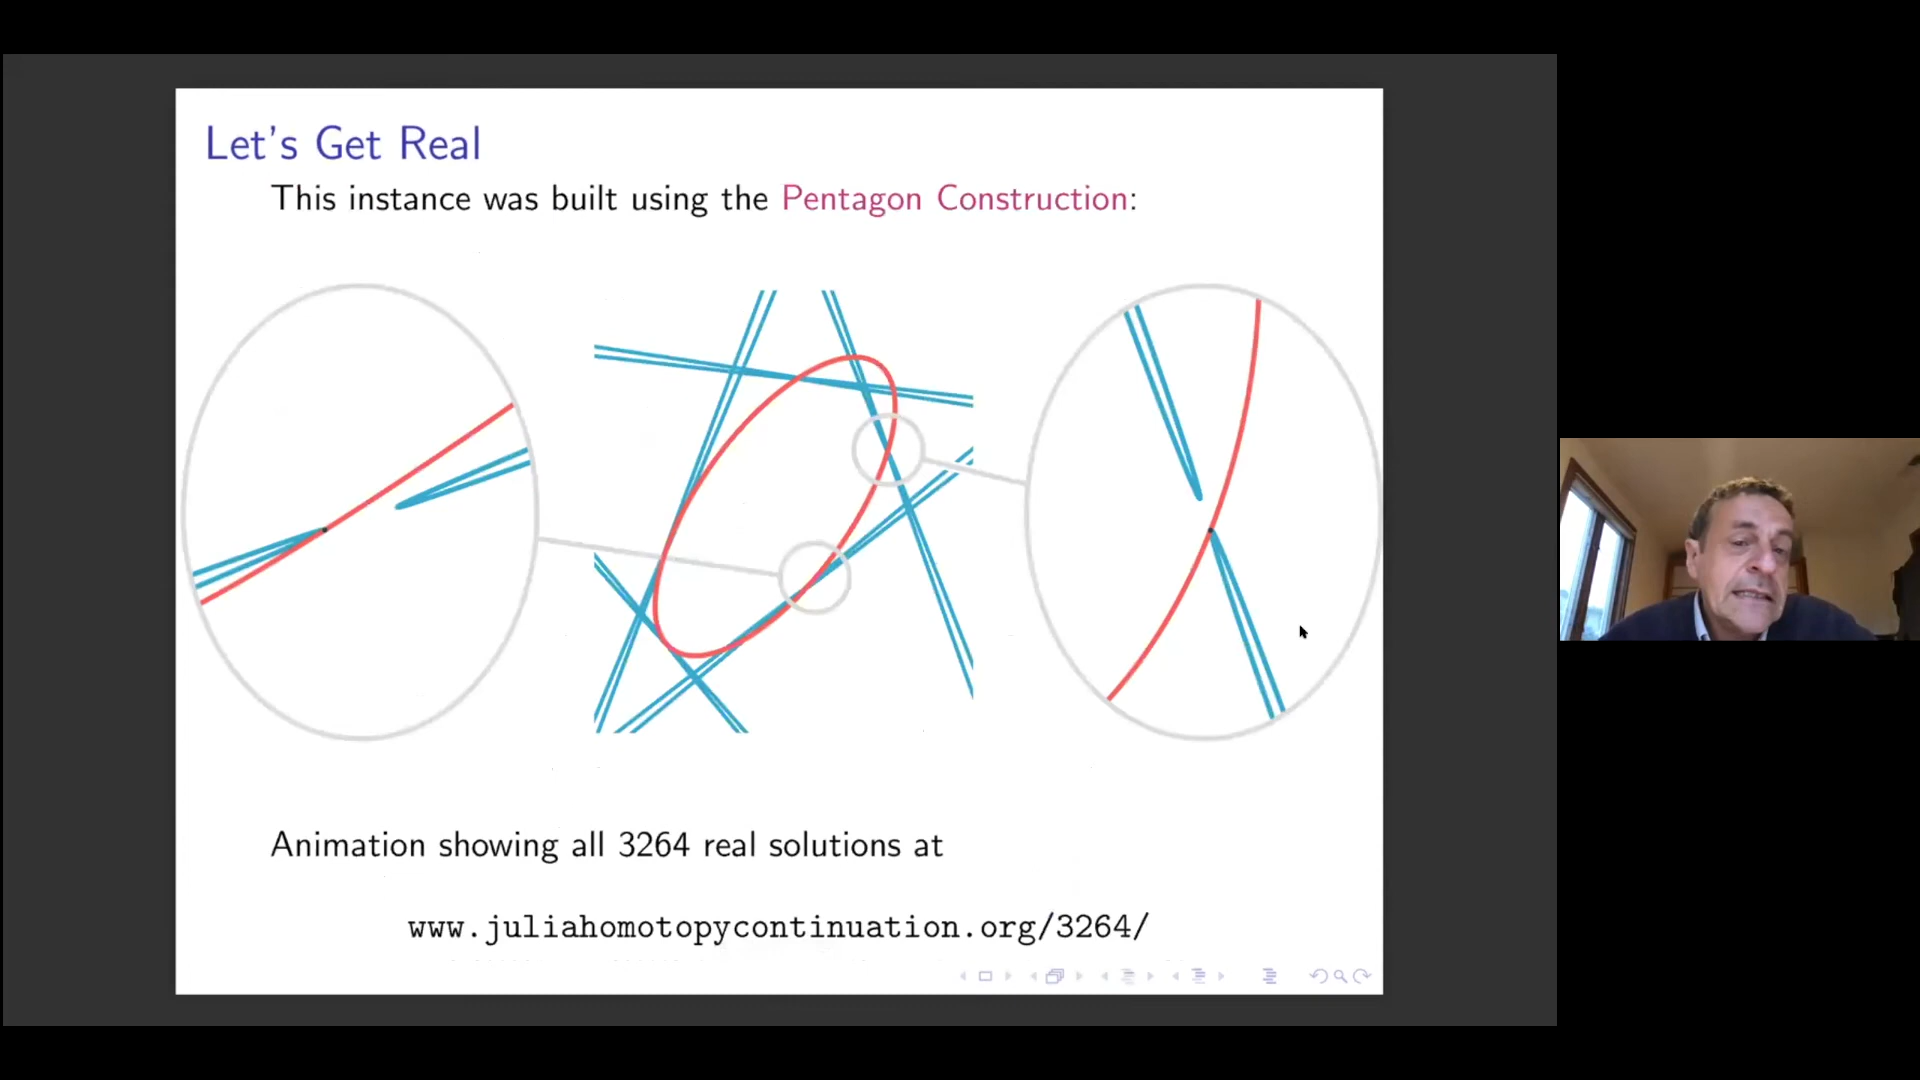 Let's Get Real
This instance was built using the Pentagon Construction:
Animation showing all 3264 real solutions at
www.juliahomotopycontinuation.org/3264/